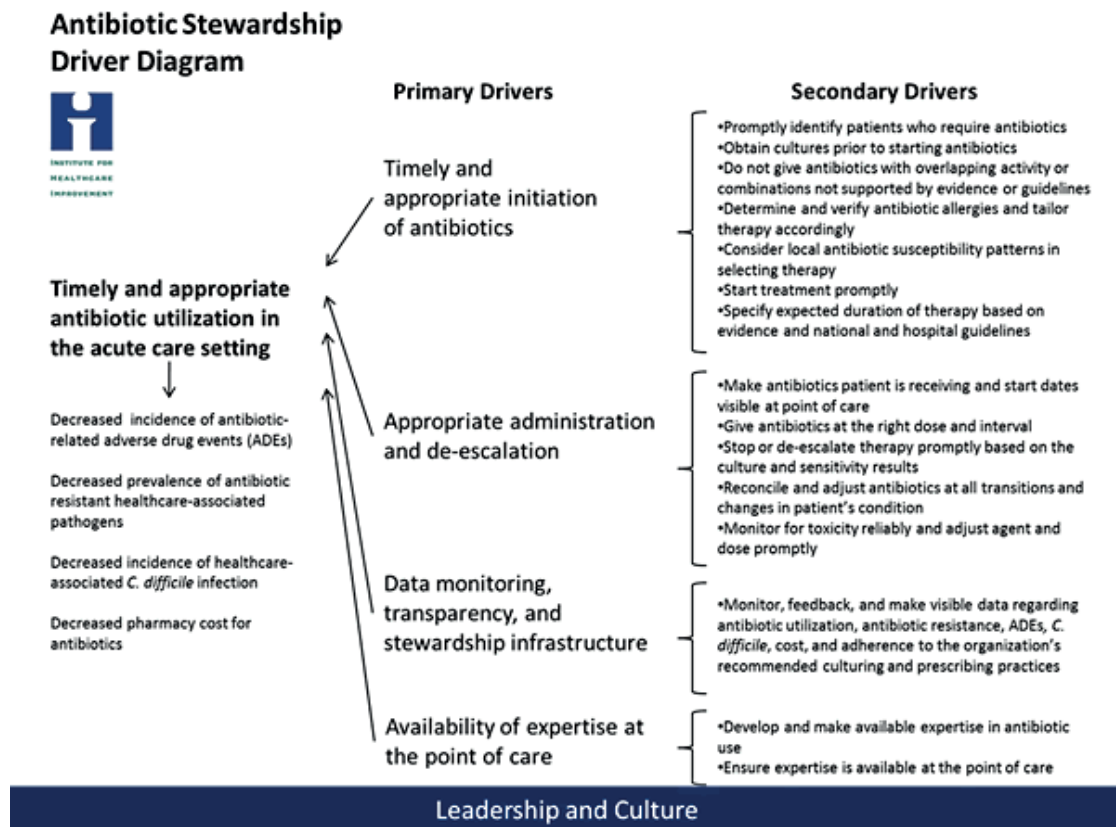 Antibiotic Stewardship
Driver Diagram
INSTITUTE FOR
HEALTHCARE
IMPROVEMENT
Timely and appropriate
antibiotic utilization in
the acute care setting
Decreased incidence of antibiotic-
related adverse drug events (ADEs)
Decreased prevalence of antibiotic
resistant healthcare-associated
pathogens
Decreased incidence of healthcare-
associated C. difficile infection
Decreased pharmacy cost for
antibiotics
Primary Drivers
Timely and
appropriate initiation
of antibiotics
Appropriate administration
and de-escalation
Data monitoring,
transparency, and
stewardship infrastructure
Availability of expertise at
the point of care
Secondary Drivers
•Promptly identify patients who require antibiotics
•Obtain cultures prior to starting antibiotics
•Do not give antibiotics with overlapping activity or
combinations not supported by evidence or guidelines
•Determine and verify antibiotic allergies and tailor
therapy accordingly
•Consider local antibiotic susceptibility patterns in
selecting therapy
•Start treatment promptly
•Specify expected duration of therapy based on
evidence and national and hospital guidelines
•Make antibiotics patient is receiving and start dates
visible at point of care
•Give antibiotics at the right dose and interval
•Stop or de-escalate therapy promptly based on the
culture and sensitivity results
•Reconcile and adjust antibiotics at all transitions and
changes in patient's condition
•Monitor for toxicity reliably and adjust agent and
dose promptly
•Monitor, feedback, and make visible data regarding
antibiotic utilization, antibiotic resistance, ADEs, C.
difficile, cost, and adherence to the organization's
recommended culturing and prescribing practices
•Develop and make available expertise in antibiotic
use
•Ensure expertise is available at the point of care
Leadership and Culture